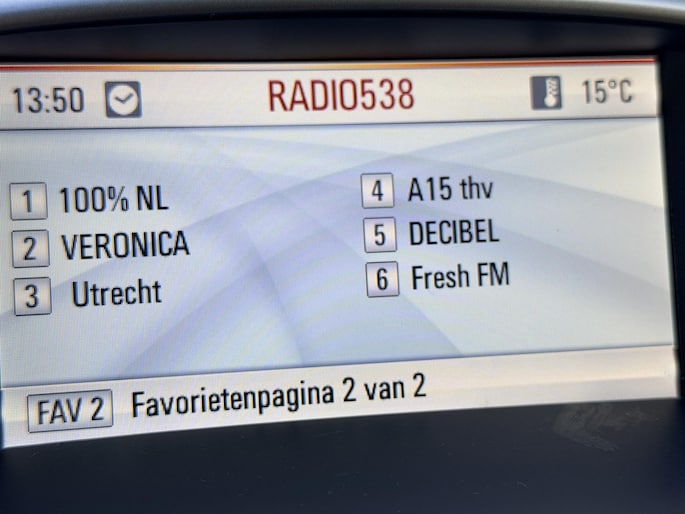 13:50 RADIO538 15°C
1 100% NL
2 VERONICA
3 Utrecht
4 A15 thv
5 DECIBEL
6 Fresh FM
FAV 2 Favorietenpagina 2 van 2